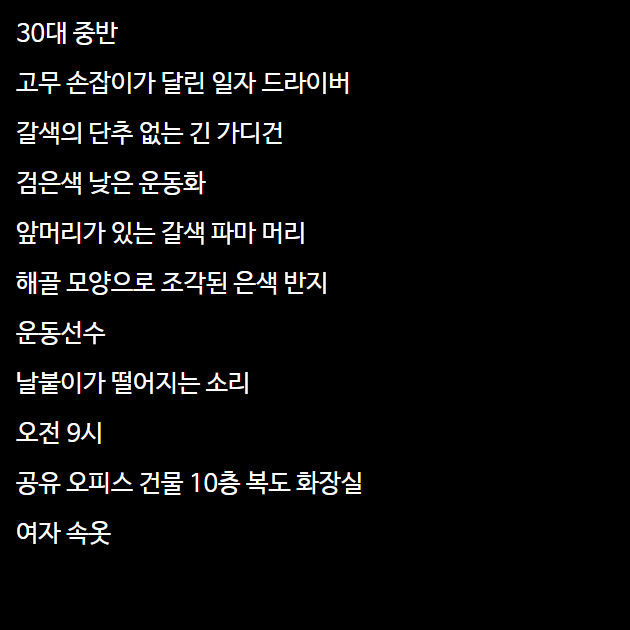 30대 중반
고무 손잡이가 달린 일자 드라이버
갈색의 단추 없는 긴 가디건
검은색 낮은 운동화
앞머리가 있는 갈색 파마 머리
해골 모양으로 조각된 은색 반지
운동선수
날붙이가 떨어지는 소리
오전 9시
공유 오피스 건물 10층 복도 화장실
여자 속옷